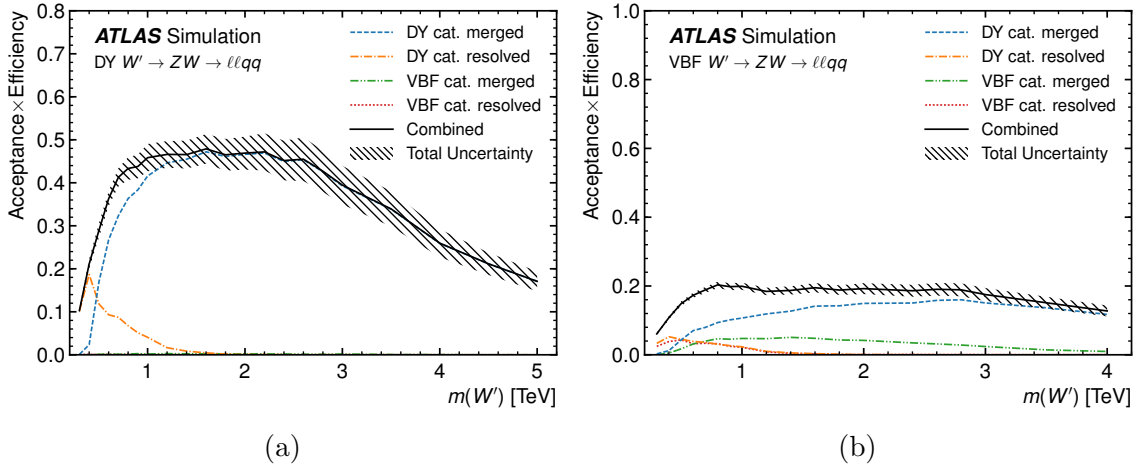 ATLAS Simulation
DY W′ → ZW → ℓℓqq
DY cat. merged
DY cat. resolved
VBF cat. merged
VBF cat. resolved
Combined
Total Uncertainty
Acceptance×Efficiency
0.8
0.7
0.6
0.5
0.4
0.3
0.2
0.1
0.0
1 2 3 4 5
m(W′) [TeV]
(a)
ATLAS Simulation
VBF W′ → ZW → ℓℓqq
DY cat. merged
DY cat. resolved
VBF cat. merged
VBF cat. resolved
Combined
Total Uncertainty
Acceptance×Efficiency
1.0
0.8
0.6
0.4
0.2
0.0
1 2 3 4
m(W′) [TeV]
(b)